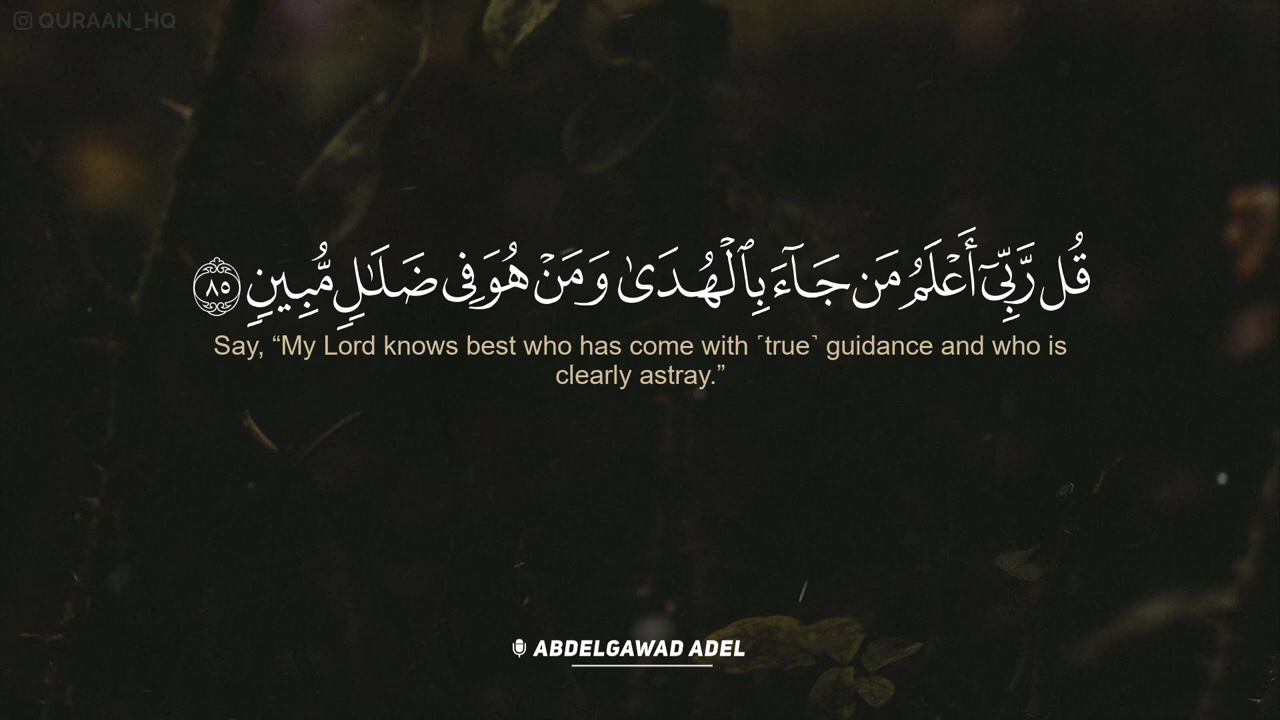 QURAAN_HQ
قُل رَّبِّىٓ أَعْلَمُ مَن جَآءَ بِٱلْهُدَىٰ وَمَنْ هُوَ فِى ضَلَـٰلٍ مُّبِينٍ ٨٥
Say, “My Lord knows best who has come with ˹true˺ guidance and who is
clearly astray.”
ABDELGAWAD ADEL